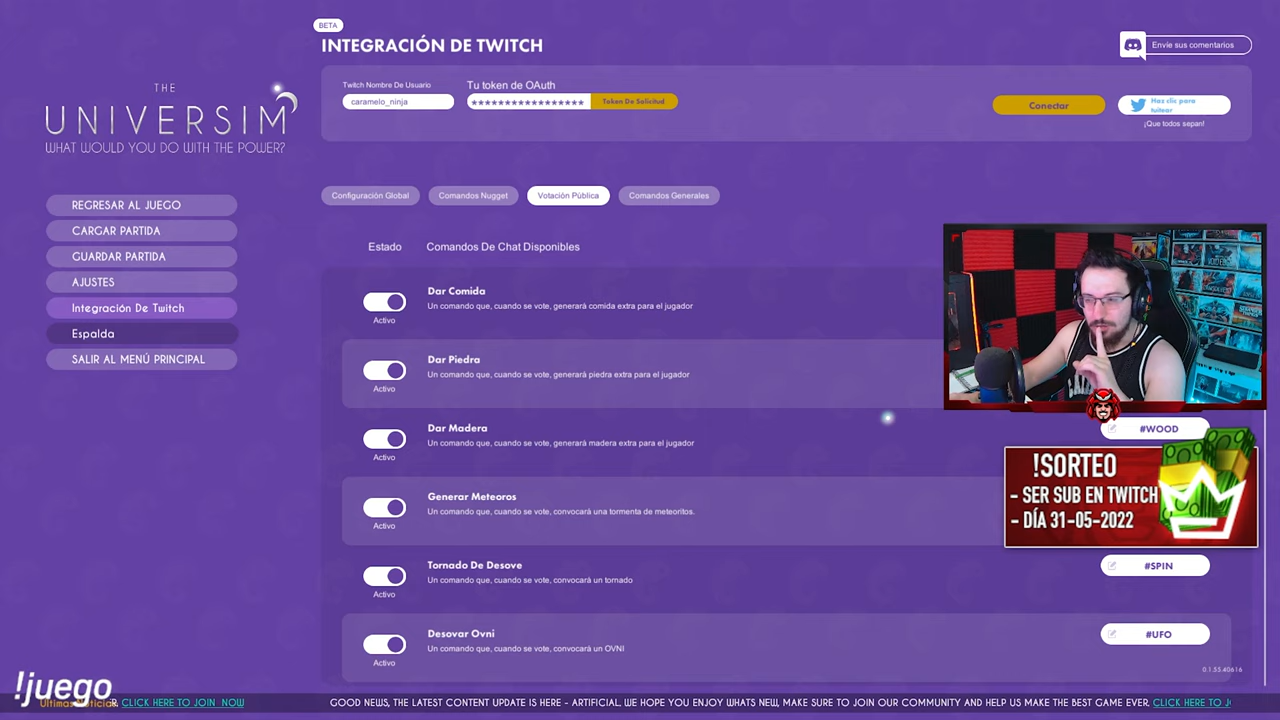 BETA
INTEGRACIÓN DE TWITCH
Envíe sus comentarios
Twitch Nombre De Usuario
Tu token de OAuth
caramelo_ninja
*****************
Token De Solicitud
Conectar
Haz clic para
tuitear
¡Que todos sepan!
THE
UNIVERSIM
WHAT WOULD YOU DO WITH THE POWER?
REGRESAR AL JUEGO
CARGAR PARTIDA
GUARDAR PARTIDA
AJUSTES
Integración De Twitch
Espalda
SALIR AL MENÚ PRINCIPAL
Configuración Global
Comandos Nugget
Votación Pública
Comandos Generales
Estado
Comandos De Chat Disponibles
Dar Comida
Un comando que, cuando se vote, generará comida extra para el jugador
Activo
Dar Piedra
Un comando que, cuando se vote, generará piedra extra para el jugador
Activo
Dar Madera
Un comando que, cuando se vote, generará madera extra para el jugador
Activo
#WOOD
Generar Meteoros
Un comando que, cuando se vote, convocará una tormenta de meteoritos.
Activo
!SORTEO
- SER SUB EN TWITCH
- DÍA 31-05-2022
Tornado De Desove
Un comando que, cuando se vote, convocará un tornado
Activo
#SPIN
Desovar Ovni
Un comando que, cuando se vote, convocará un OVNI
Activo
#UFO
0.1.55.40616
!juego
R. CLICK HERE TO JOIN NOW
GOOD NEWS, THE LATEST CONTENT UPDATE IS HERE - ARTIFICIAL. WE HOPE YOU ENJOY WHATS NEW, MAKE SURE TO JOIN OUR COMMUNITY AND HELP US MAKE THE BEST GAME EVER. CLICK HERE TO J